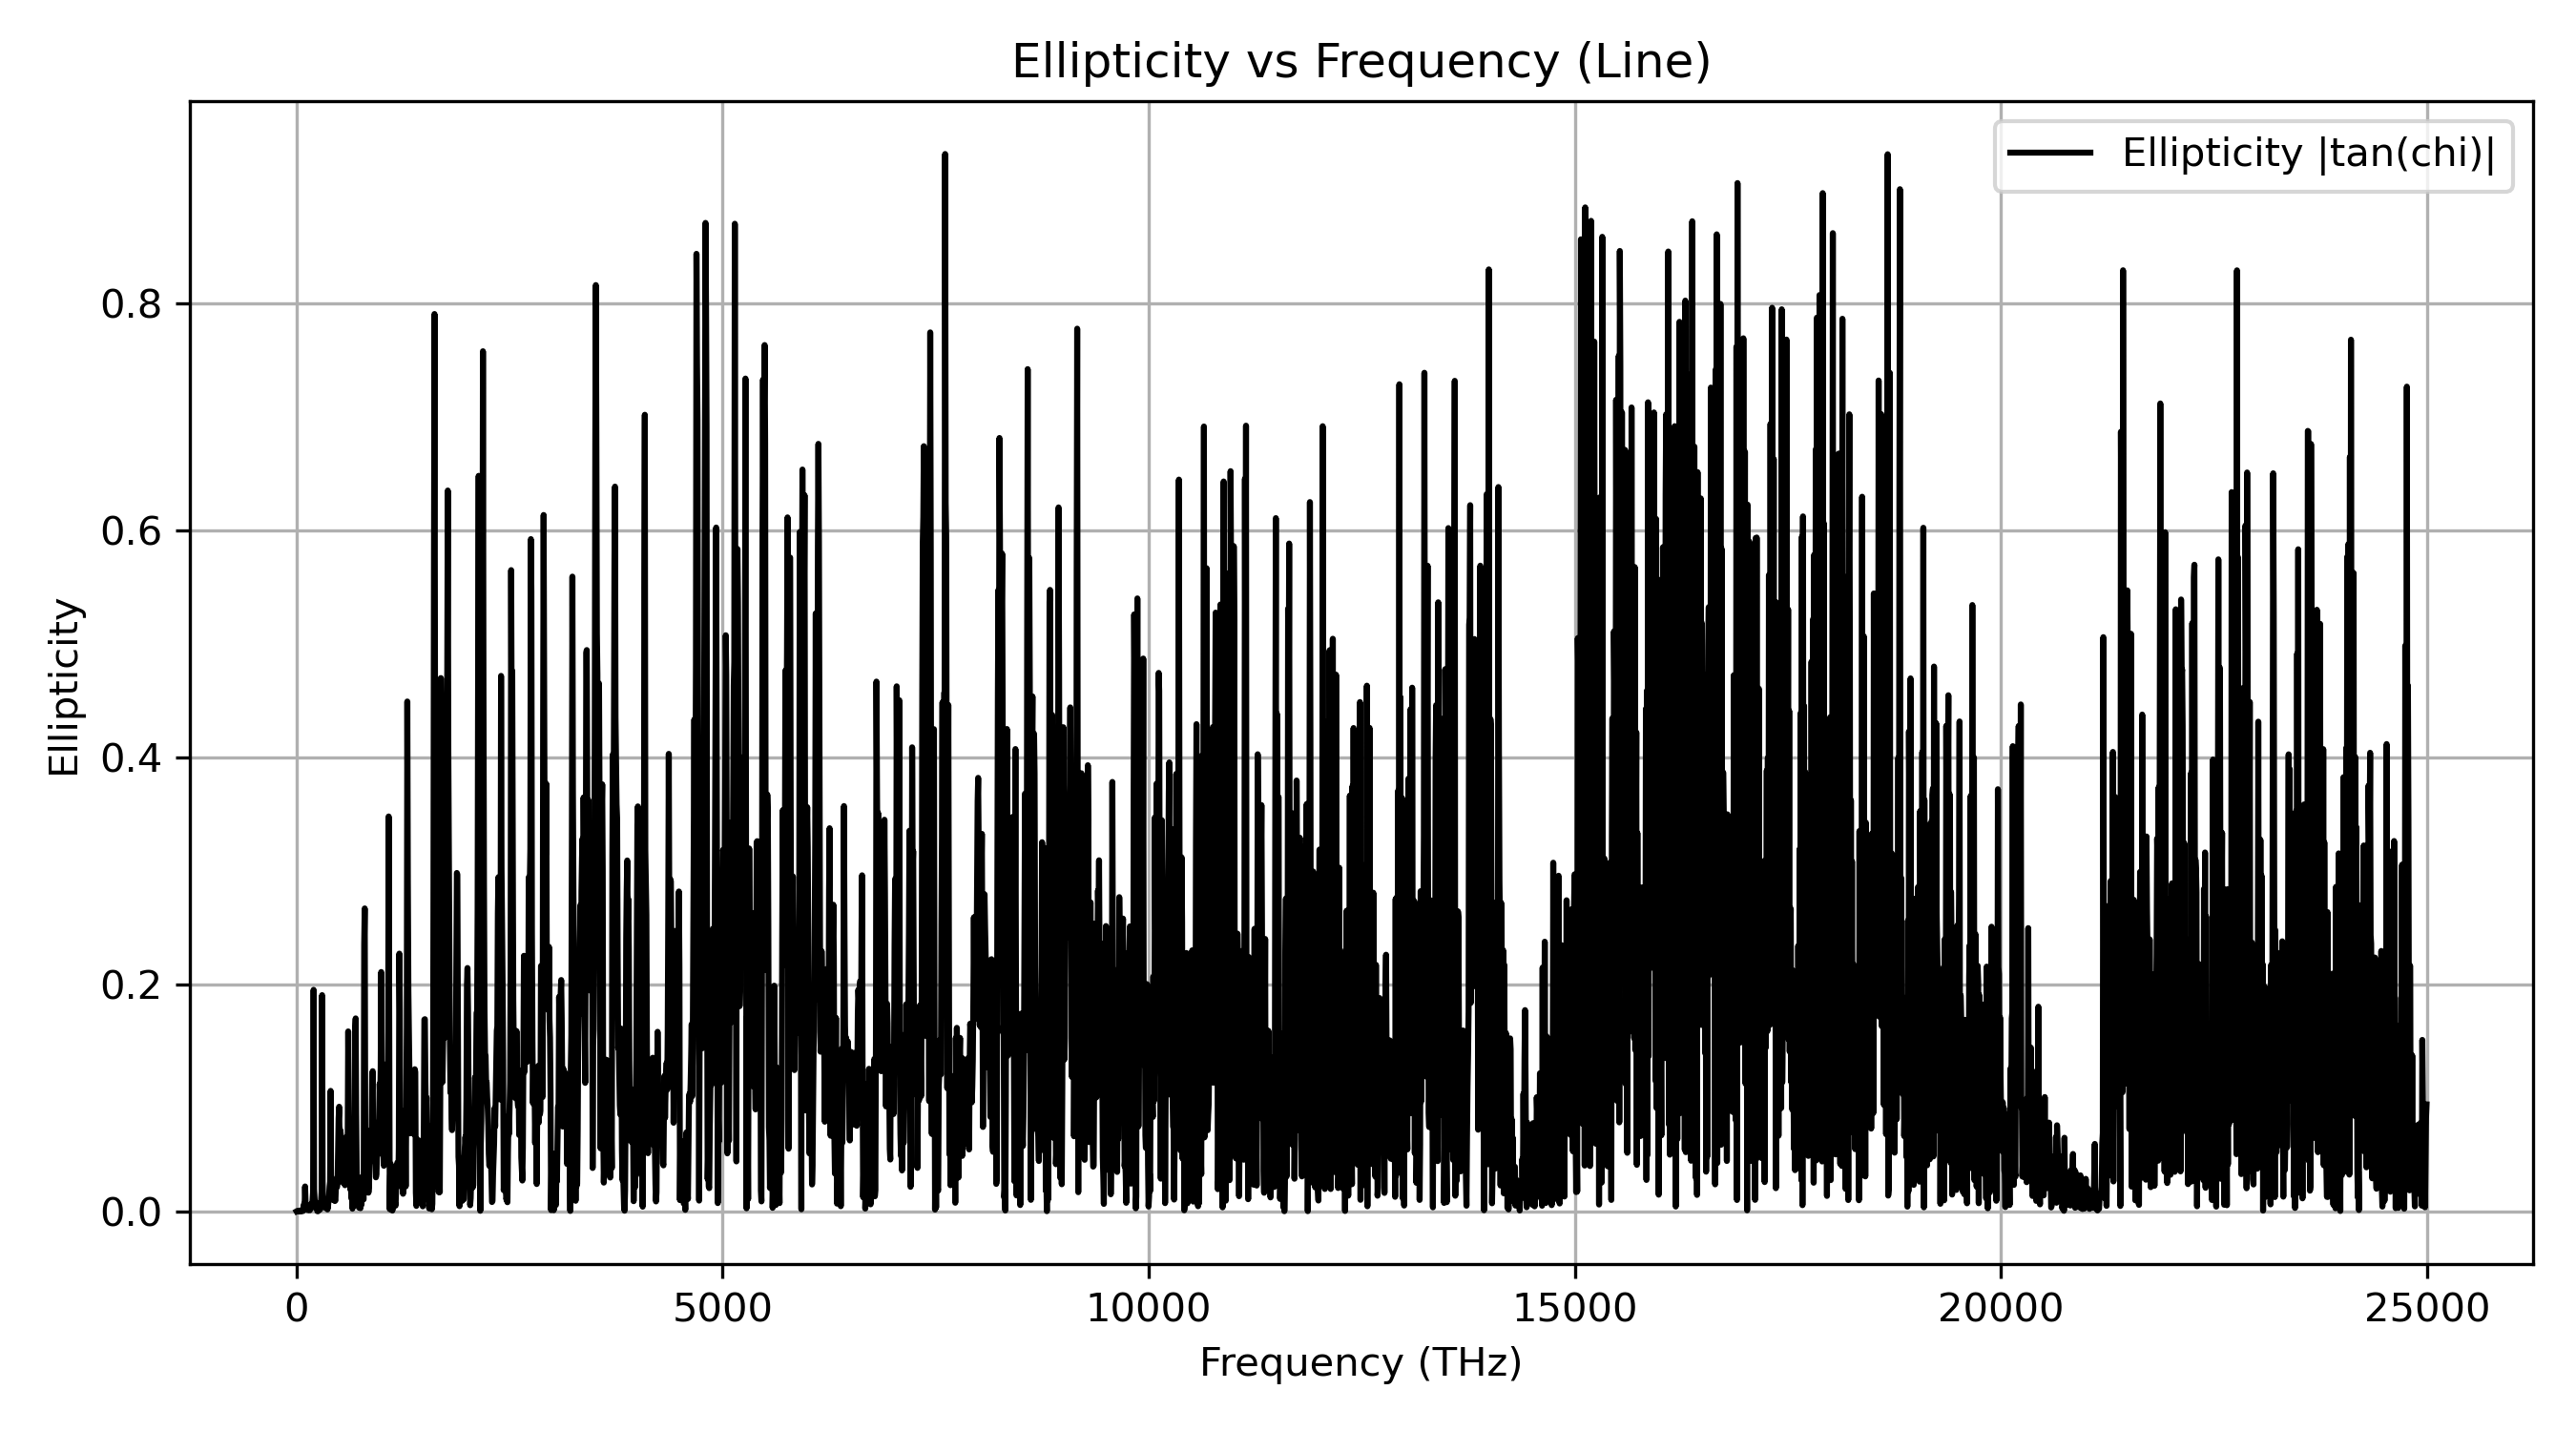 Ellipticity vs Frequency (Line)
Ellipticity |tan(chi)|
Ellipticity
0.8
0.6
0.4
0.2
0.0
0 5000 10000 15000 20000 25000
Frequency (THz)